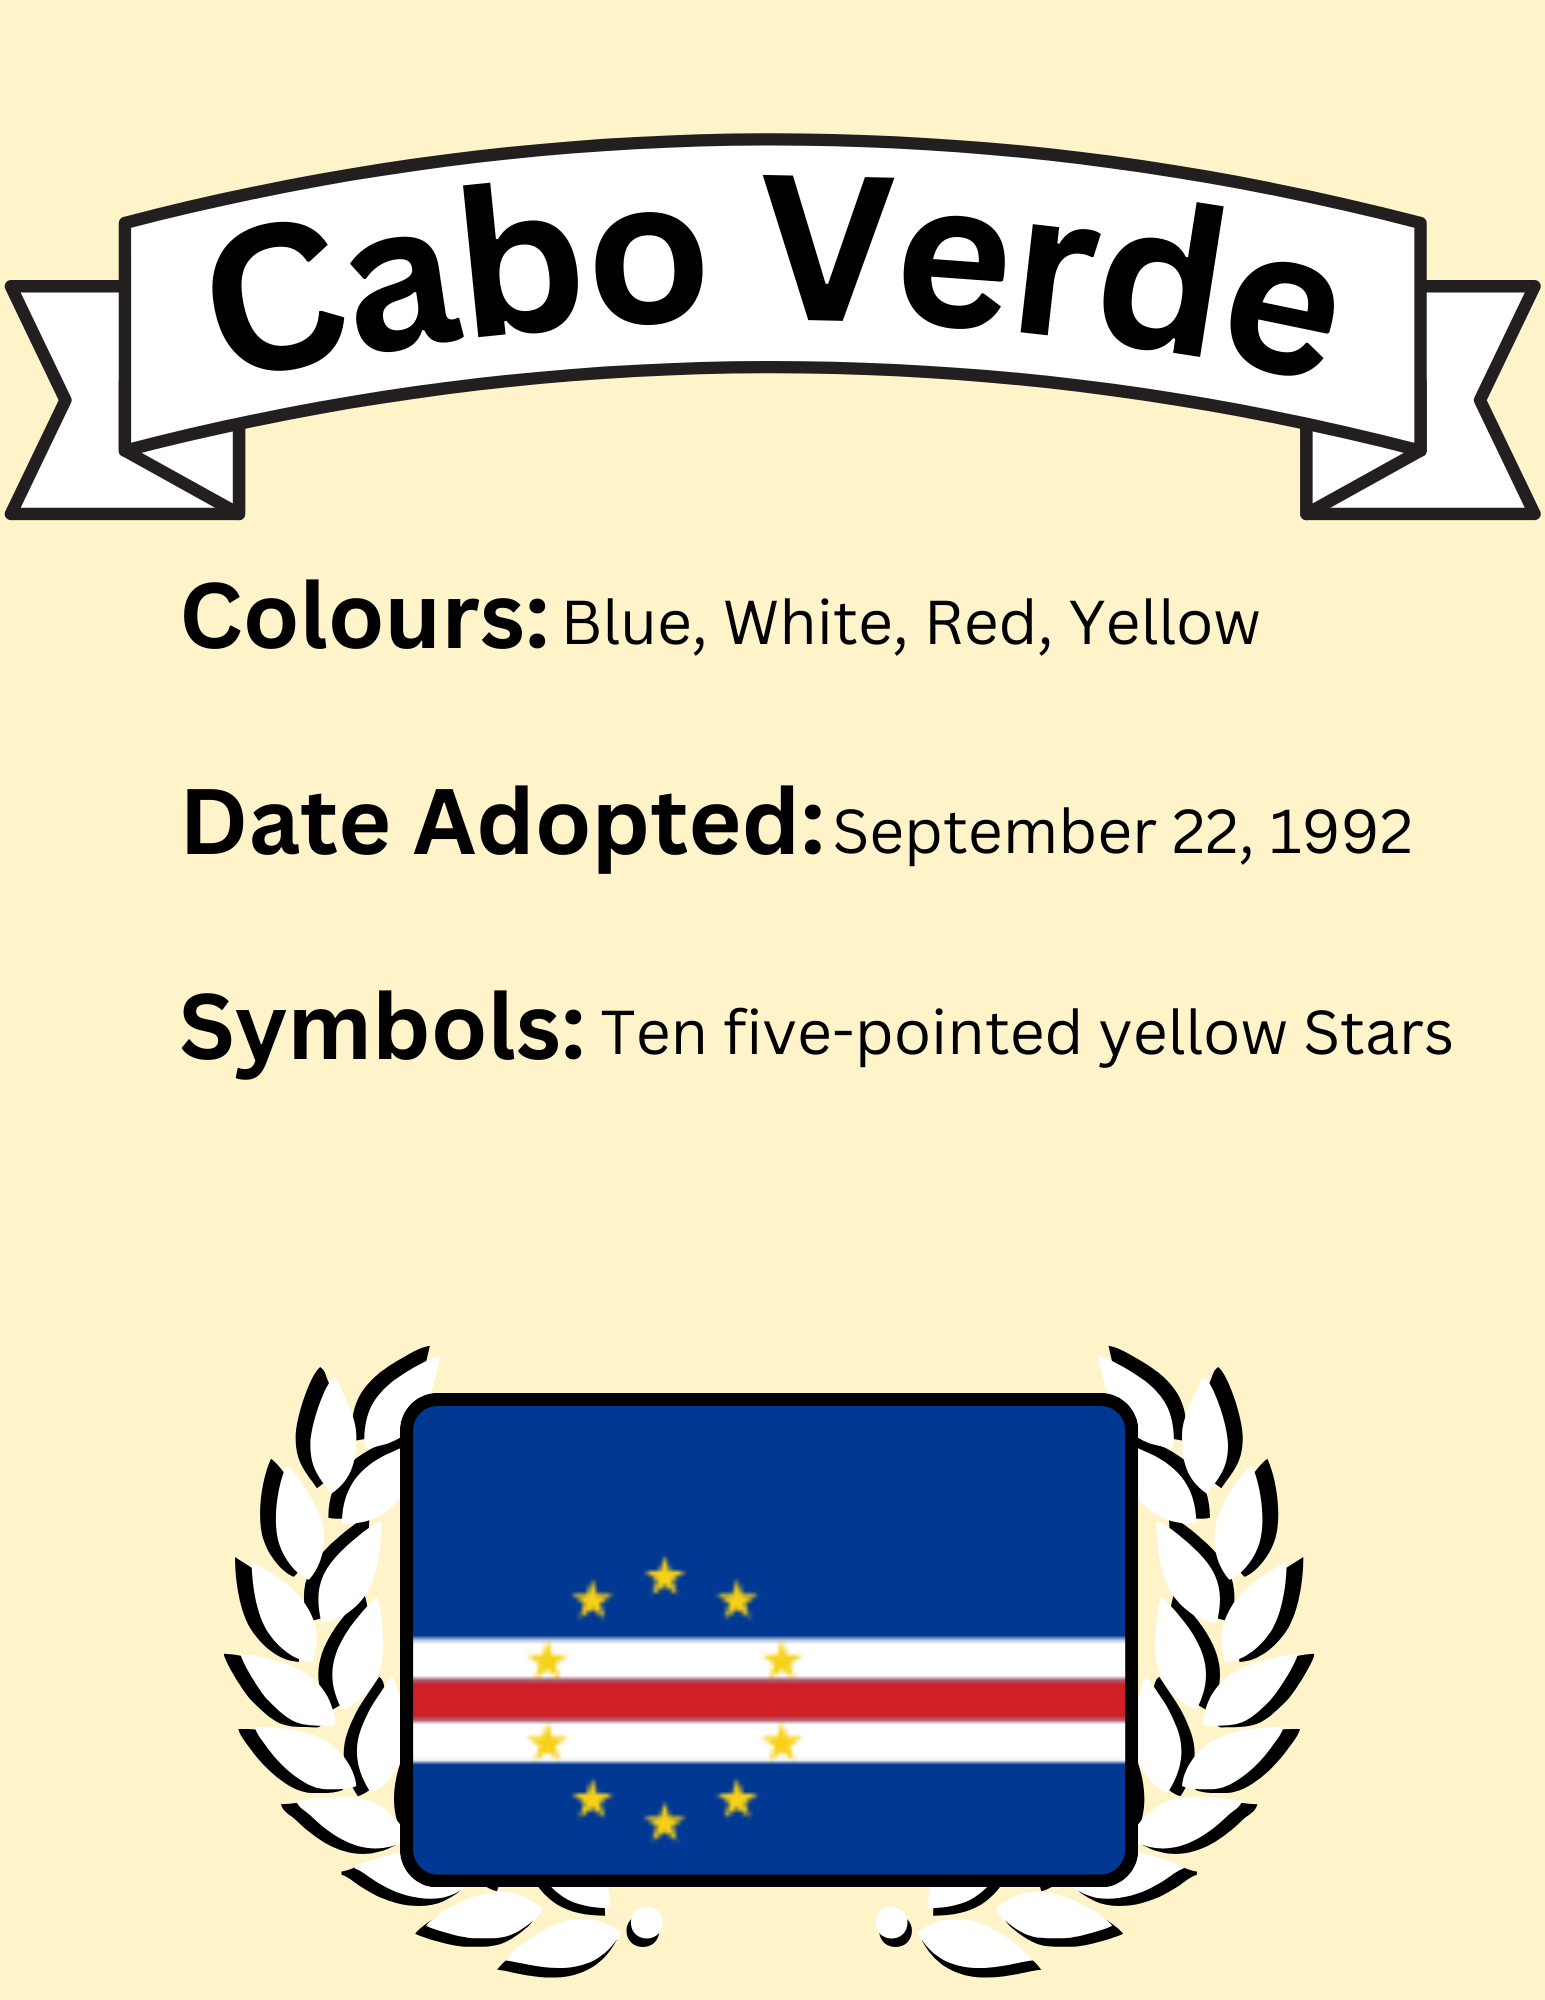 Cabo Verde
Colours: Blue, White, Red, Yellow
Date Adopted: September 22, 1992
Symbols: Ten five-pointed yellow Stars